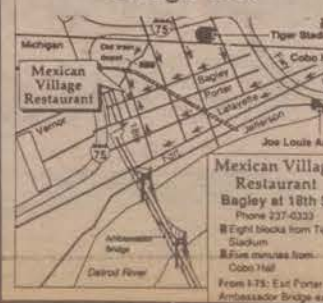 75
Michigan
Old train
depot
Tiger Stad
Cobo H
Mexican
Village
Restaurant
Bagley
Porter
Lafayette
Jefferson
Vernor
Joe Louis A
75
Fort
Mexican Villag
Restaurant
Bagley at 18th S
Phone 237-0333
Eight blocks from Ti
Stadium
Five minutes from
Cobo Hall
From I-75: Exit Porter
Ambassador Bridge e
Ambassador
Bridge
Detroit River